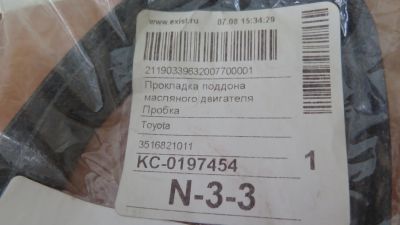 www.exist.ru 07.08 15:34:29
21190339632007700001
Прокладка поддона
масляного двигателя
Пробка
Toyota
3516821011
KC-0197454 1
N-3-3